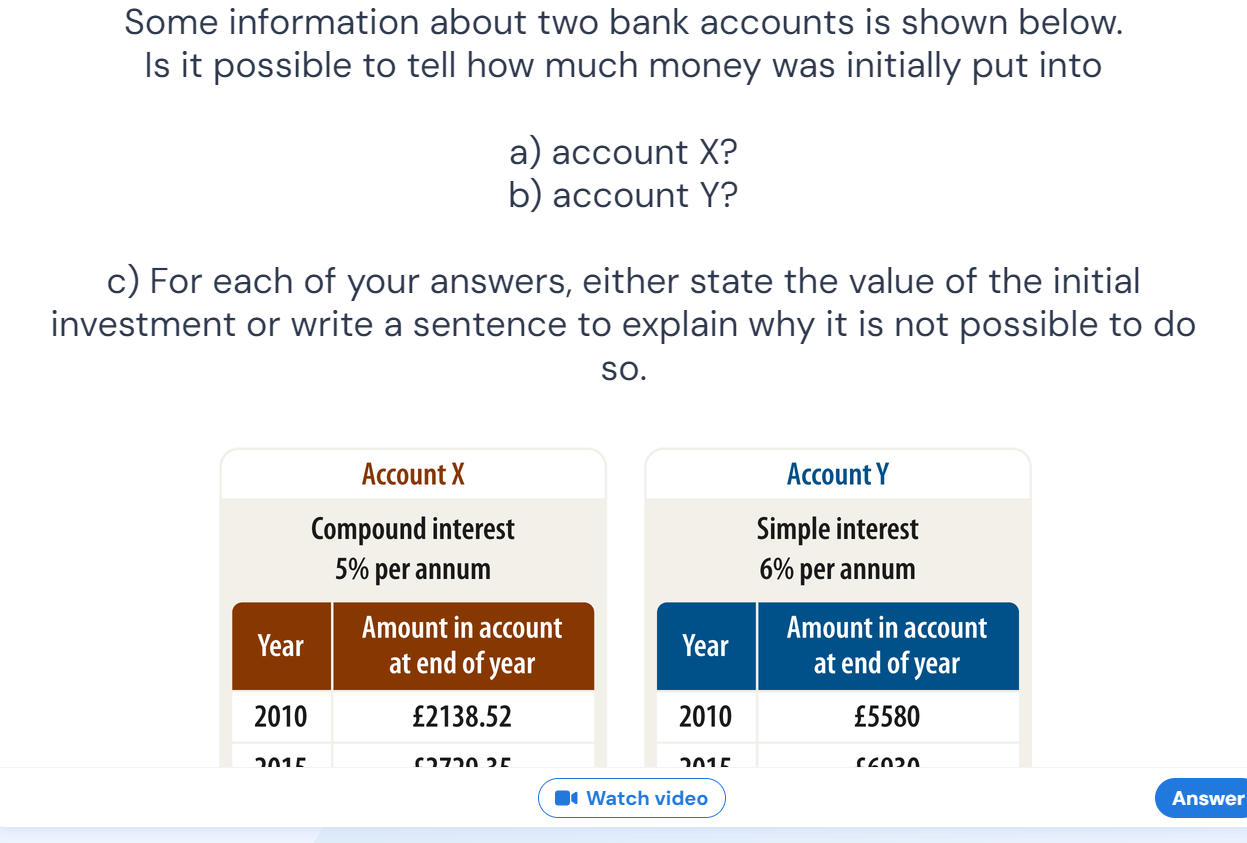 Some information about two bank accounts is shown below.
Is it possible to tell how much money was initially put into
a) account X?
b) account Y?
c) For each of your answers, either state the value of the initial
investment or write a sentence to explain why it is not possible to do
so.
Account X
Compound interest
5% per annum
Year
Amount in account
at end of year
2010
£2138.52
2015
Account Y
Simple interest
6% per annum
Year
Amount in account
at end of year
2010
£5580
2015
Watch video
Answer